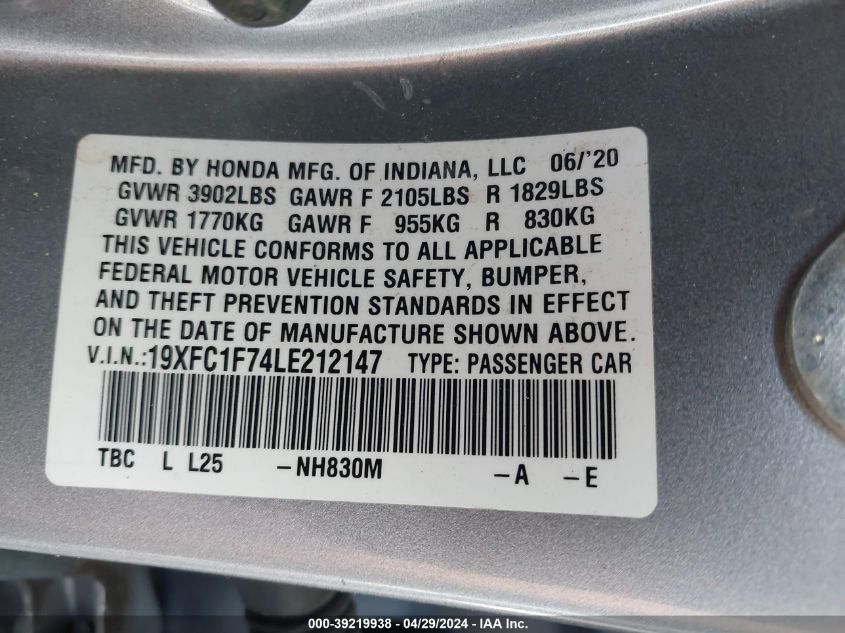 MFD. BY HONDA MFG. OF INDIANA, LLC 06/'20
GVWR 3902LBS GAWR F 2105LBS R 1829LBS
GVWR 1770KG GAWR F 955KG R 830KG
THIS VEHICLE CONFORMS TO ALL APPLICABLE
FEDERAL MOTOR VEHICLE SAFETY, BUMPER,
AND THEFT PREVENTION STANDARDS IN EFFECT
ON THE DATE OF MANUFACTURE SHOWN ABOVE.
V.I.N.:19XFC1F74LE212147 TYPE: PASSENGER CAR
TBC L L25 -NH830M -A -E
000-39219938 - 04/29/2024 - IAA Inc.